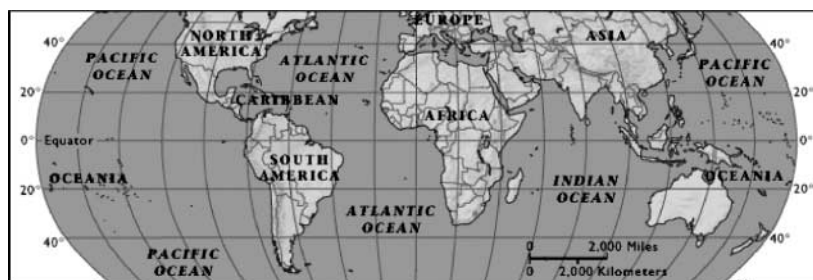 EUROPE
NORTH
AMERICA
ASIA
40°
40°
PACIFIC
OCEAN
ATLANTIC
OCEAN
PACIFIC
OCEAN
20°
20°
CARIBBEAN
AFRICA
Equator
0°
0°
SOUTH
AMERICA
OCEANIA
INDIAN
OCEAN
OCEANIA
20°
20°
ATLANTIC
OCEAN
40°
40°
PACIFIC
OCEAN
0
2,000 Miles
0
2,000 Kilometers